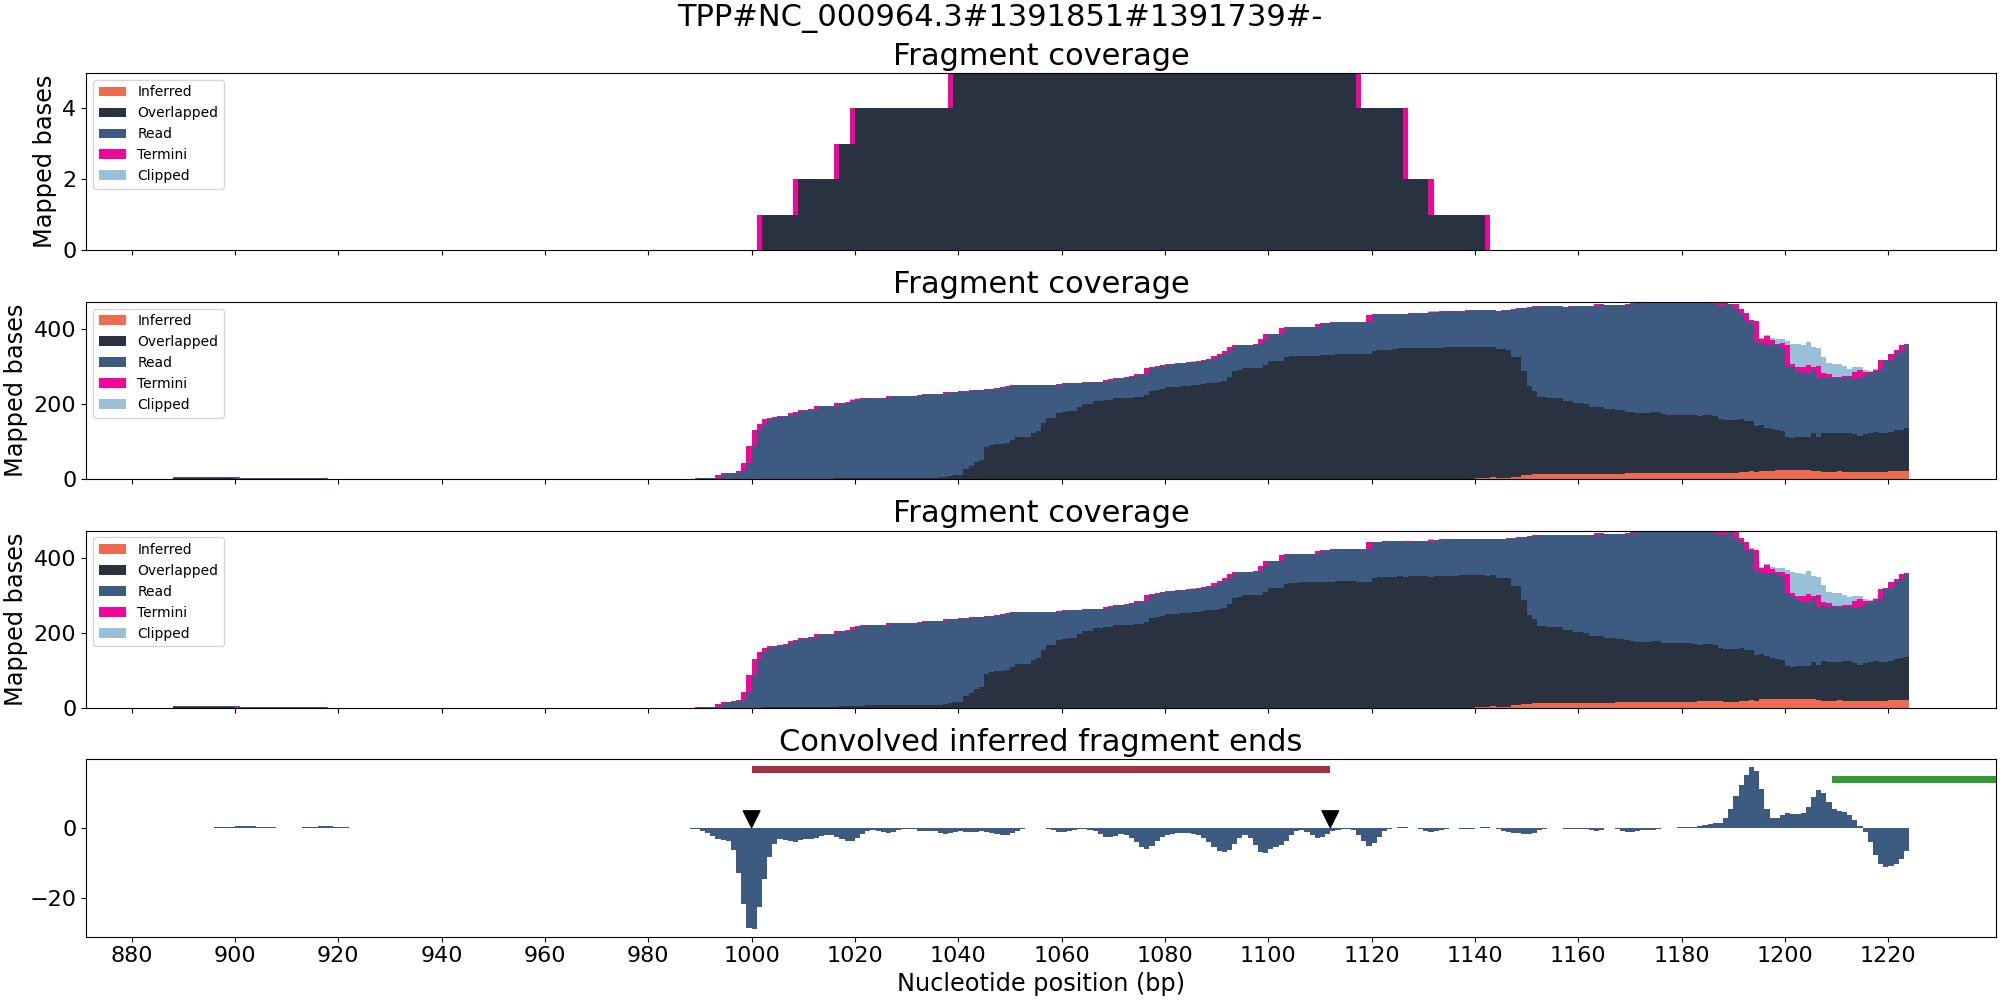 TPP#NC_000964.3#1391851#1391739#-
Fragment coverage
Mapped bases
4
2
0
Inferred
Overlapped
Read
Termini
Clipped
Fragment coverage
Mapped bases
400
200
0
Inferred
Overlapped
Read
Termini
Clipped
Fragment coverage
Mapped bases
400
200
0
Inferred
Overlapped
Read
Termini
Clipped
Convolved inferred fragment ends
0
−20
880 900 920 940 960 980 1000 1020 1040 1060 1080 1100 1120 1140 1160 1180 1200 1220
Nucleotide position (bp)